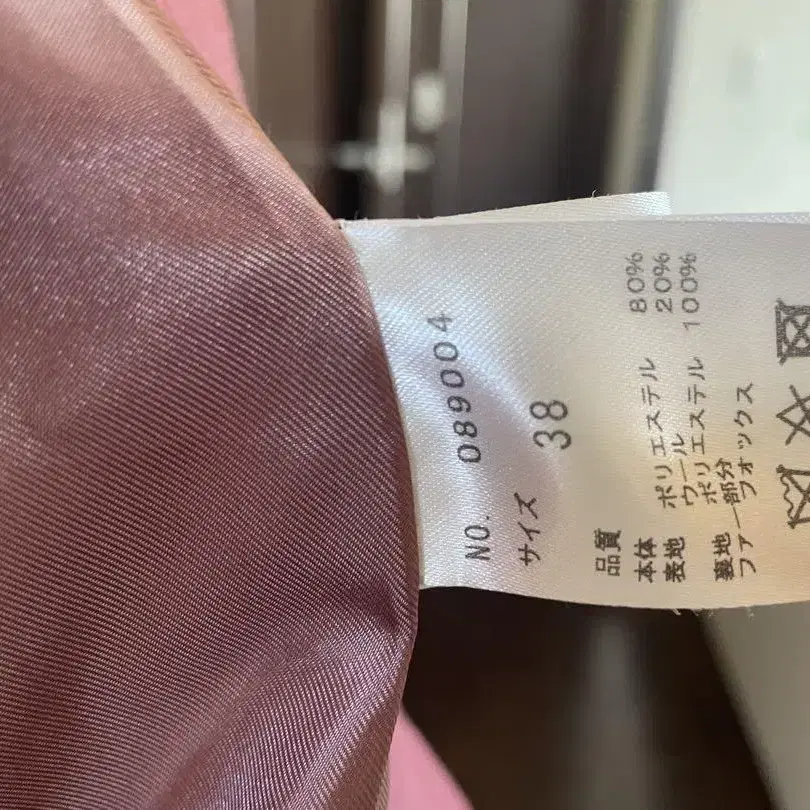 NO. 089004
サイズ 38
品質
本体 ポリエステル 80%
表地 ウール 20%
裏地 ポリエステル 100%
ファー部分 フォックス